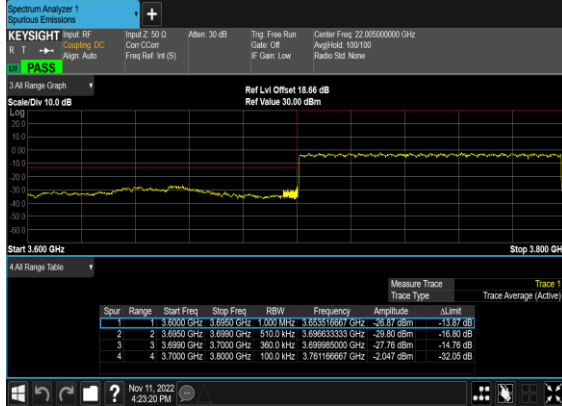 Spectrum Analyzer 1
Spurious Emissions
+
KEYSIGHT Input: RF Input Z: 50 Ω Atten: 30 dB Trig: Free Run Center Freq: 22.005000000 GHz
R T Coupling: DC Corr CCorr Gate: Off Avg|Hold: 100/100
Align: Auto Freq Ref: Int (S) IF Gain: Low Radio Std: None
PASS
3 All Range Graph
Ref Lvl Offset 18.66 dB
Scale/Div 10.0 dB Ref Value 30.00 dBm
Log
20.0
10.0
0.00
-10.0
-20.0
-30.0
-40.0
-50.0
-60.0
Start 3.600 GHz Stop 3.800 GH
4 All Range Table
Measure Trace Trace 1
Trace Type Trace Average (Active)
Spur Range Start Freq Stop Freq RBW Frequency Amplitude ΔLimit
1 1 3.6000 GHz 3.6950 GHz 1.000 MHz 3.653516667 GHz -26.87 dBm -13.87 dB
2 2 3.6950 GHz 3.6990 GHz 510.0 kHz 3.696633333 GHz -29.80 dBm -16.80 dB
3 3 3.6990 GHz 3.7000 GHz 360.0 kHz 3.699985000 GHz -27.76 dBm -14.76 dB
4 4 3.7000 GHz 3.8000 GHz 100.0 kHz 3.761166667 GHz -2.047 dBm -32.05 dB
?
Nov 11, 2022
4:23:20 PM